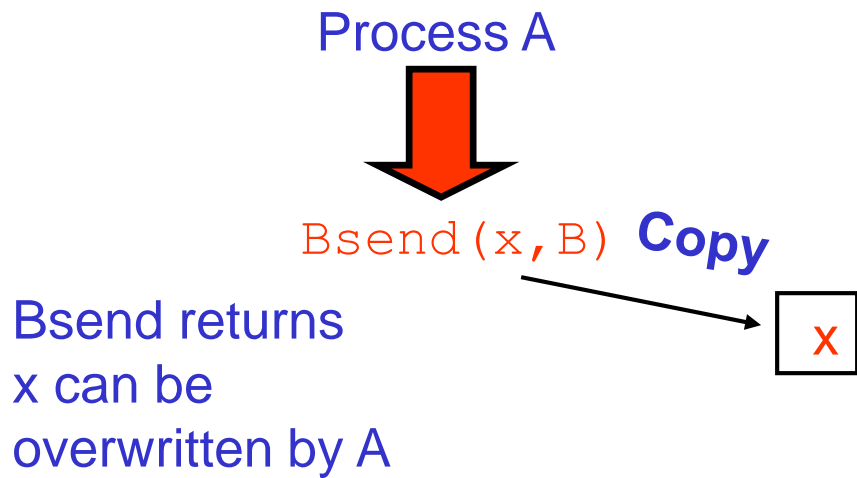 Process A
Bsend(x,B) Copy
x
Bsend returns
x can be
overwritten by A